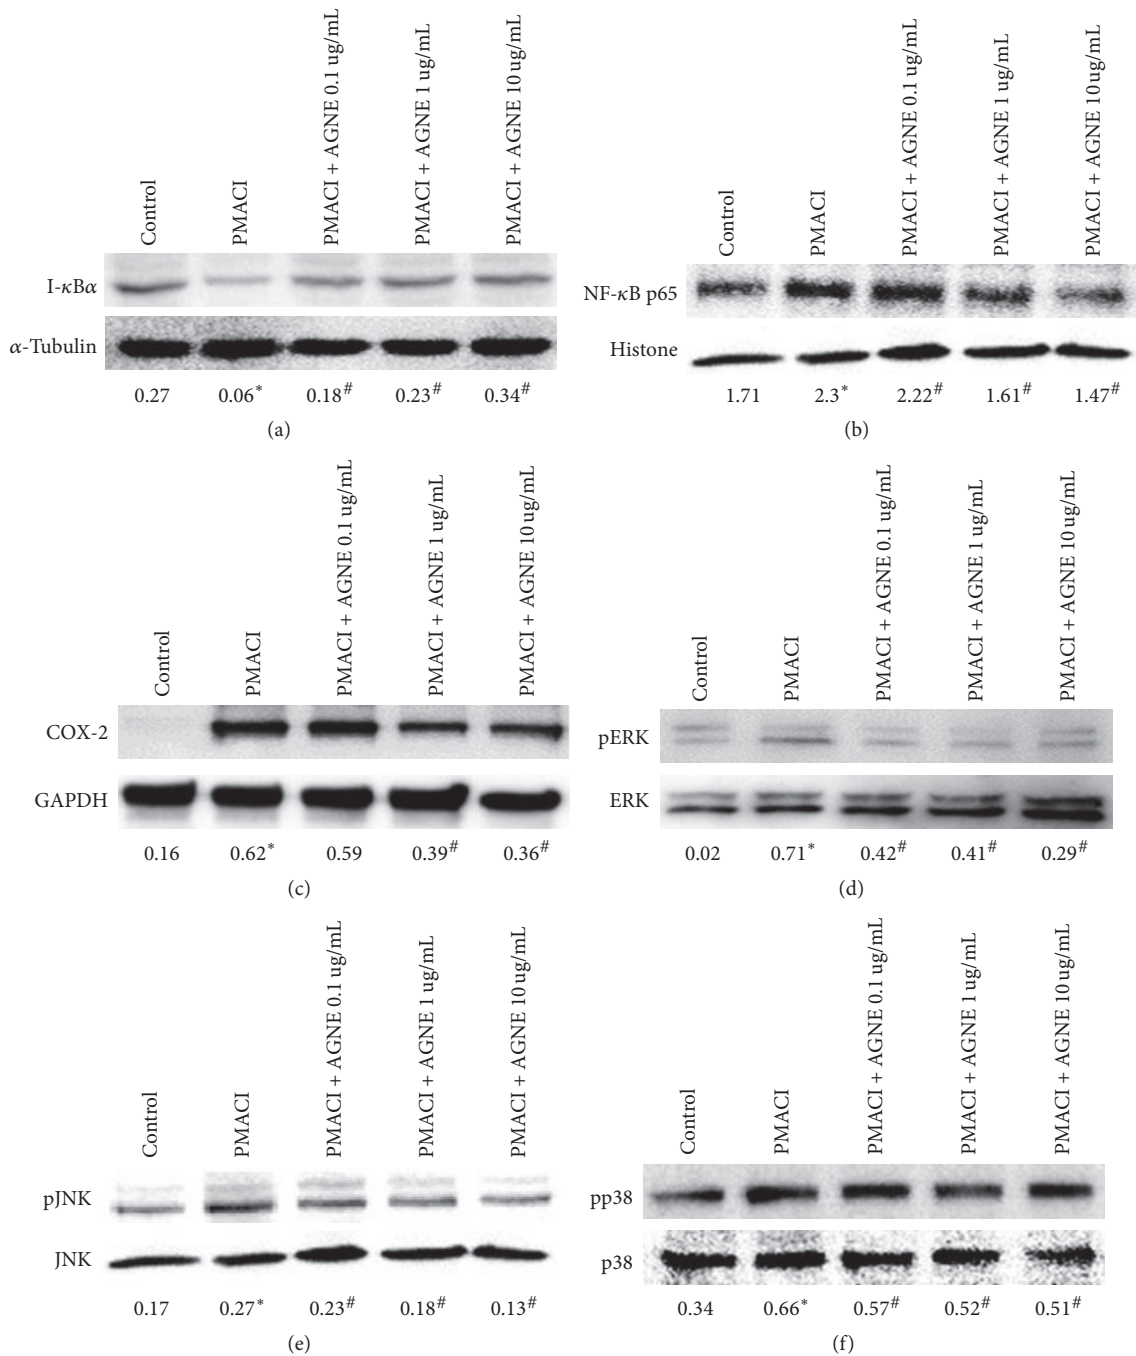 Control
PMACI
PMACI + AGNE 0.1 ug/mL
PMACI + AGNE 1 ug/mL
PMACI + AGNE 10 ug/mL
I-κBα
α-Tubulin
0.27 0.06* 0.18# 0.23# 0.34#
(a)
Control
PMACI
PMACI + AGNE 0.1 ug/mL
PMACI + AGNE 1 ug/mL
PMACI + AGNE 10 ug/mL
NF-κB p65
Histone
1.71 2.3* 2.22# 1.61# 1.47#
(b)
Control
PMACI
PMACI + AGNE 0.1 ug/mL
PMACI + AGNE 1 ug/mL
PMACI + AGNE 10 ug/mL
COX-2
GAPDH
0.16 0.62* 0.59 0.39# 0.36#
(c)
Control
PMACI
PMACI + AGNE 0.1 ug/mL
PMACI + AGNE 1 ug/mL
PMACI + AGNE 10 ug/mL
pERK
ERK
0.02 0.71* 0.42# 0.41# 0.29#
(d)
Control
PMACI
PMACI + AGNE 0.1 ug/mL
PMACI + AGNE 1 ug/mL
PMACI + AGNE 10 ug/mL
pJNK
JNK
0.17 0.27* 0.23# 0.18# 0.13#
(e)
Control
PMACI
PMACI + AGNE 0.1 ug/mL
PMACI + AGNE 1 ug/mL
PMACI + AGNE 10 ug/mL
pp38
p38
0.34 0.66* 0.57# 0.52# 0.51#
(f)